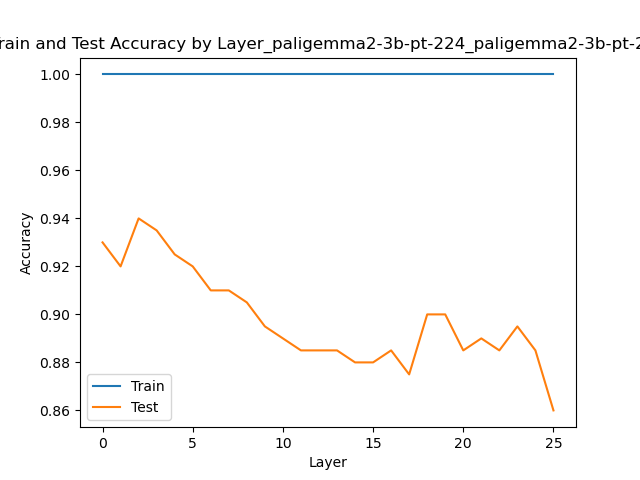 rain and Test Accuracy by Layer_paligemma2-3b-pt-224_paligemma2-3b-pt-2
1.00
0.98
0.96
0.94
0.92
0.90
0.88
0.86
Accuracy
Train
Test
0
5
10
15
20
25
Layer